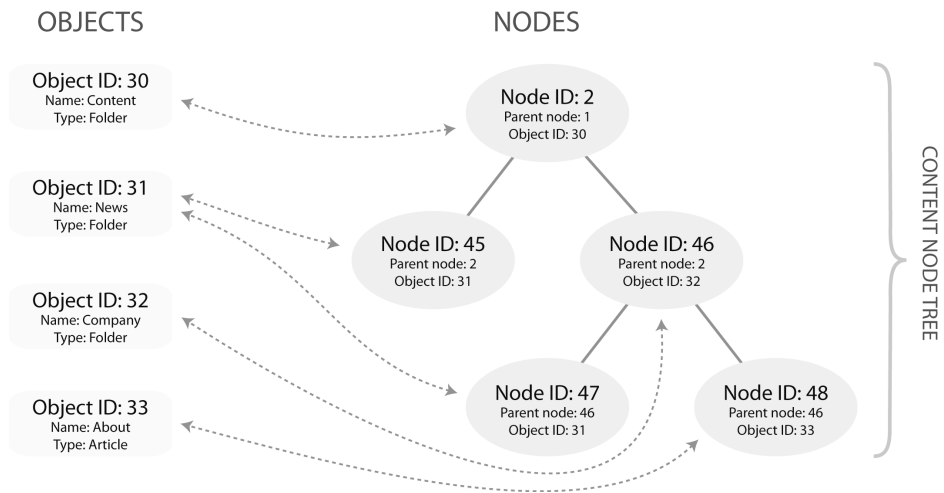 OBJECTS
NODES
Object ID: 30
Name: Content
Type: Folder
Object ID: 31
Name: News
Type: Folder
Object ID: 32
Name: Company
Type: Folder
Object ID: 33
Name: About
Type: Article
Node ID: 2
Parent node: 1
Object ID: 30
Node ID: 45
Parent node: 2
Object ID: 31
Node ID: 46
Parent node: 2
Object ID: 32
Node ID: 47
Parent node: 46
Object ID: 31
Node ID: 48
Parent node: 46
Object ID: 33
CONTENT NODE TREE